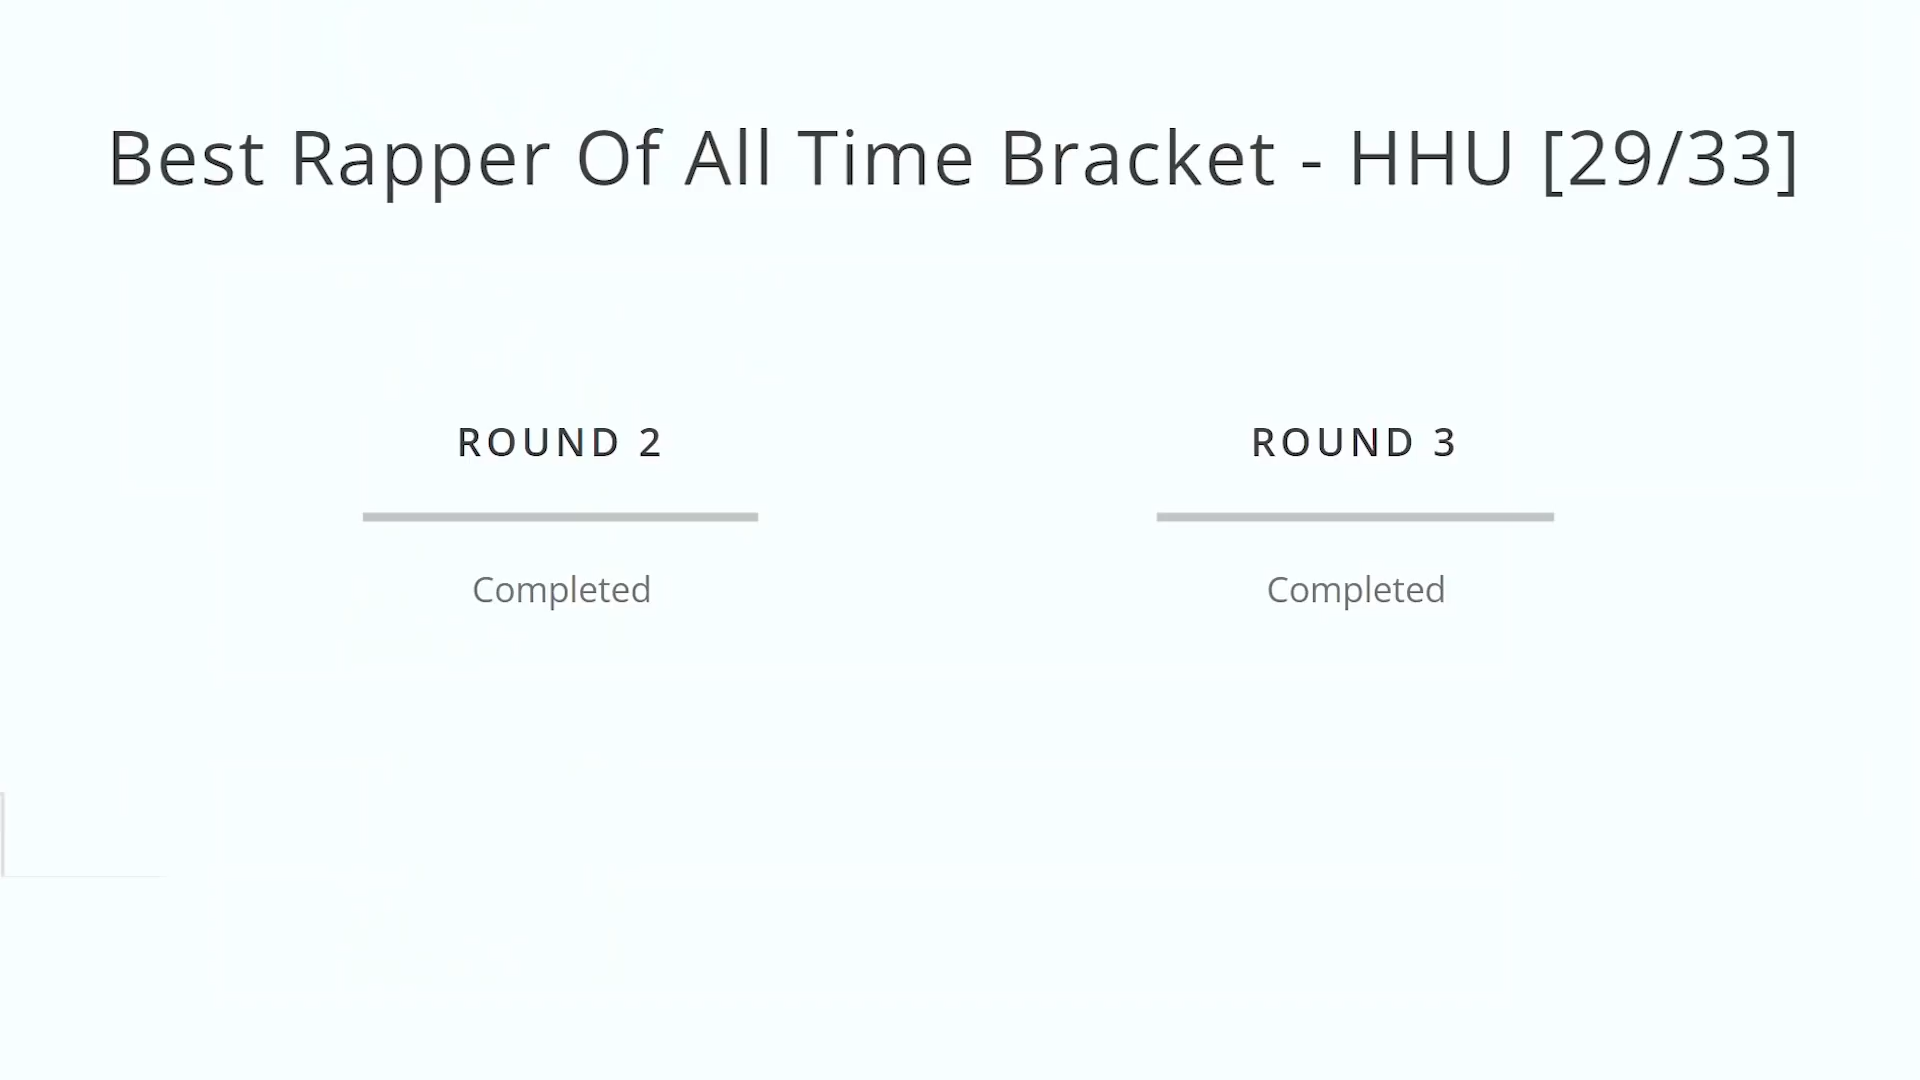 Best Rapper Of All Time Bracket - HHU [29/33]
ROUND 2 ROUND 3
Completed Completed